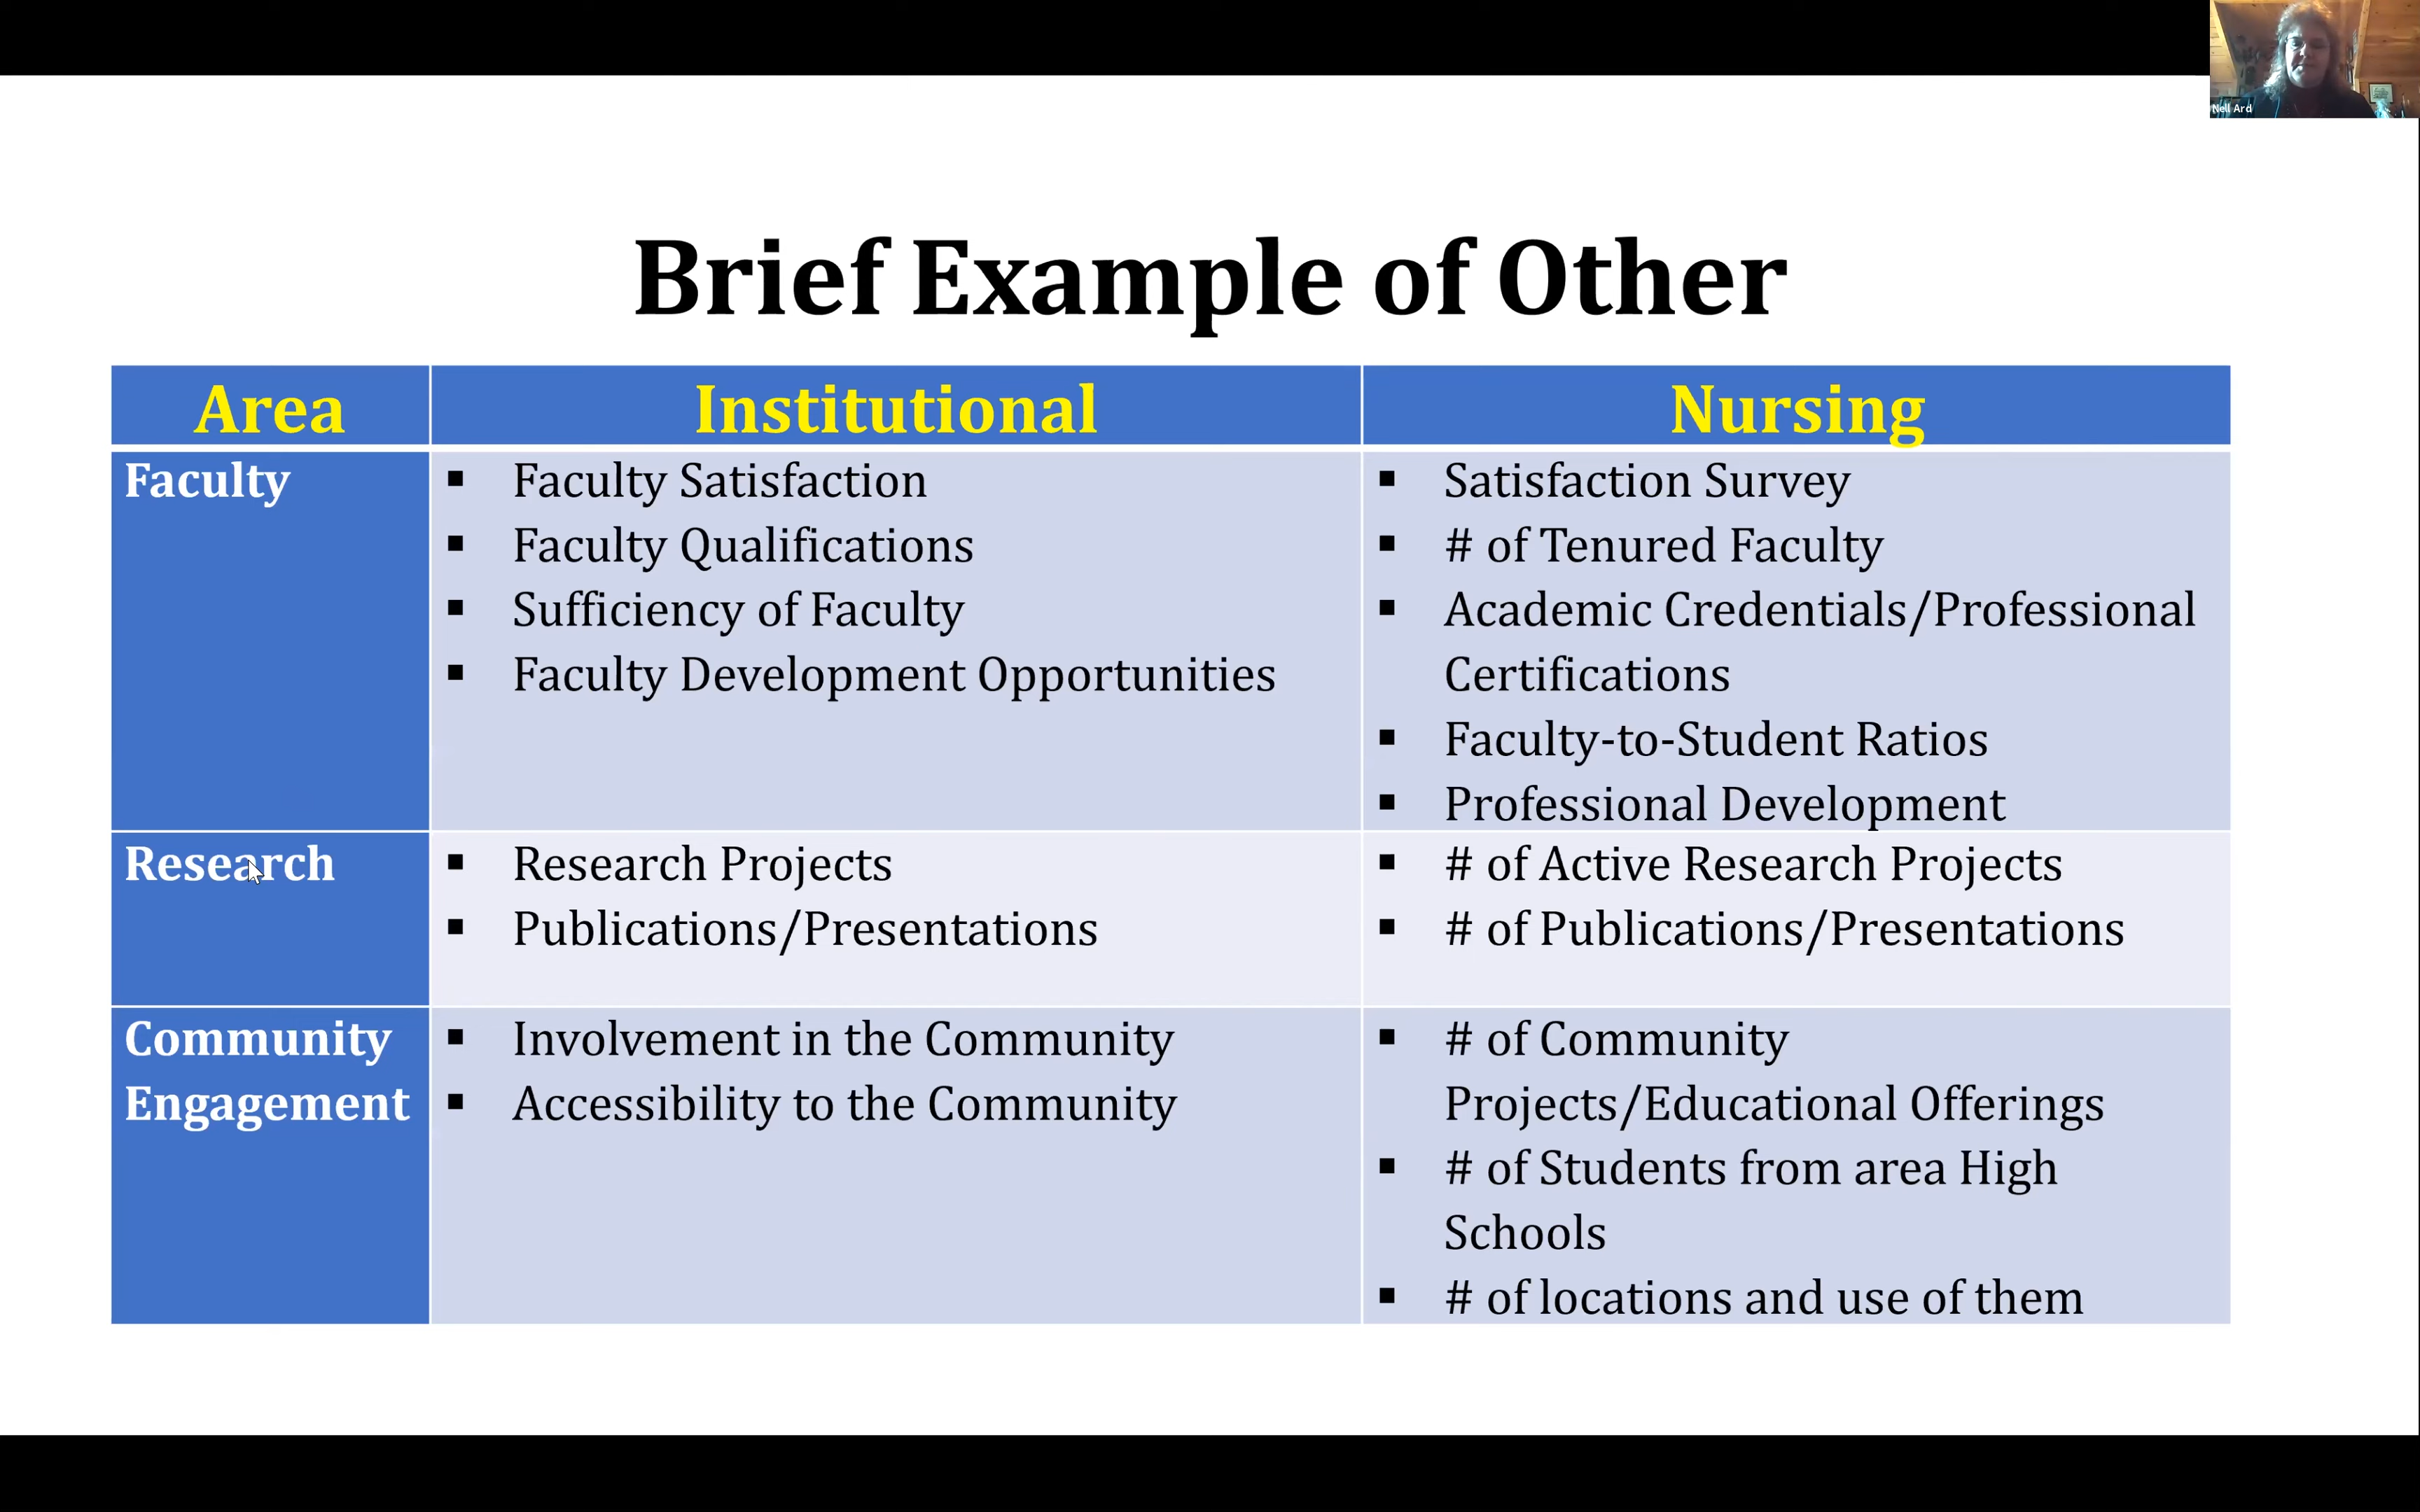 Nell Ard
Brief Example of Other
Area
Institutional
Nursing
Faculty
▪ Faculty Satisfaction
▪ Faculty Qualifications
▪ Sufficiency of Faculty
▪ Faculty Development Opportunities
▪ Satisfaction Survey
▪ # of Tenured Faculty
▪ Academic Credentials/Professional
Certifications
▪ Faculty-to-Student Ratios
▪ Professional Development
Research
▪ Research Projects
▪ Publications/Presentations
▪ # of Active Research Projects
▪ # of Publications/Presentations
Community
Engagement
▪ Involvement in the Community
▪ Accessibility to the Community
▪ # of Community
Projects/Educational Offerings
▪ # of Students from area High
Schools
▪ # of locations and use of them